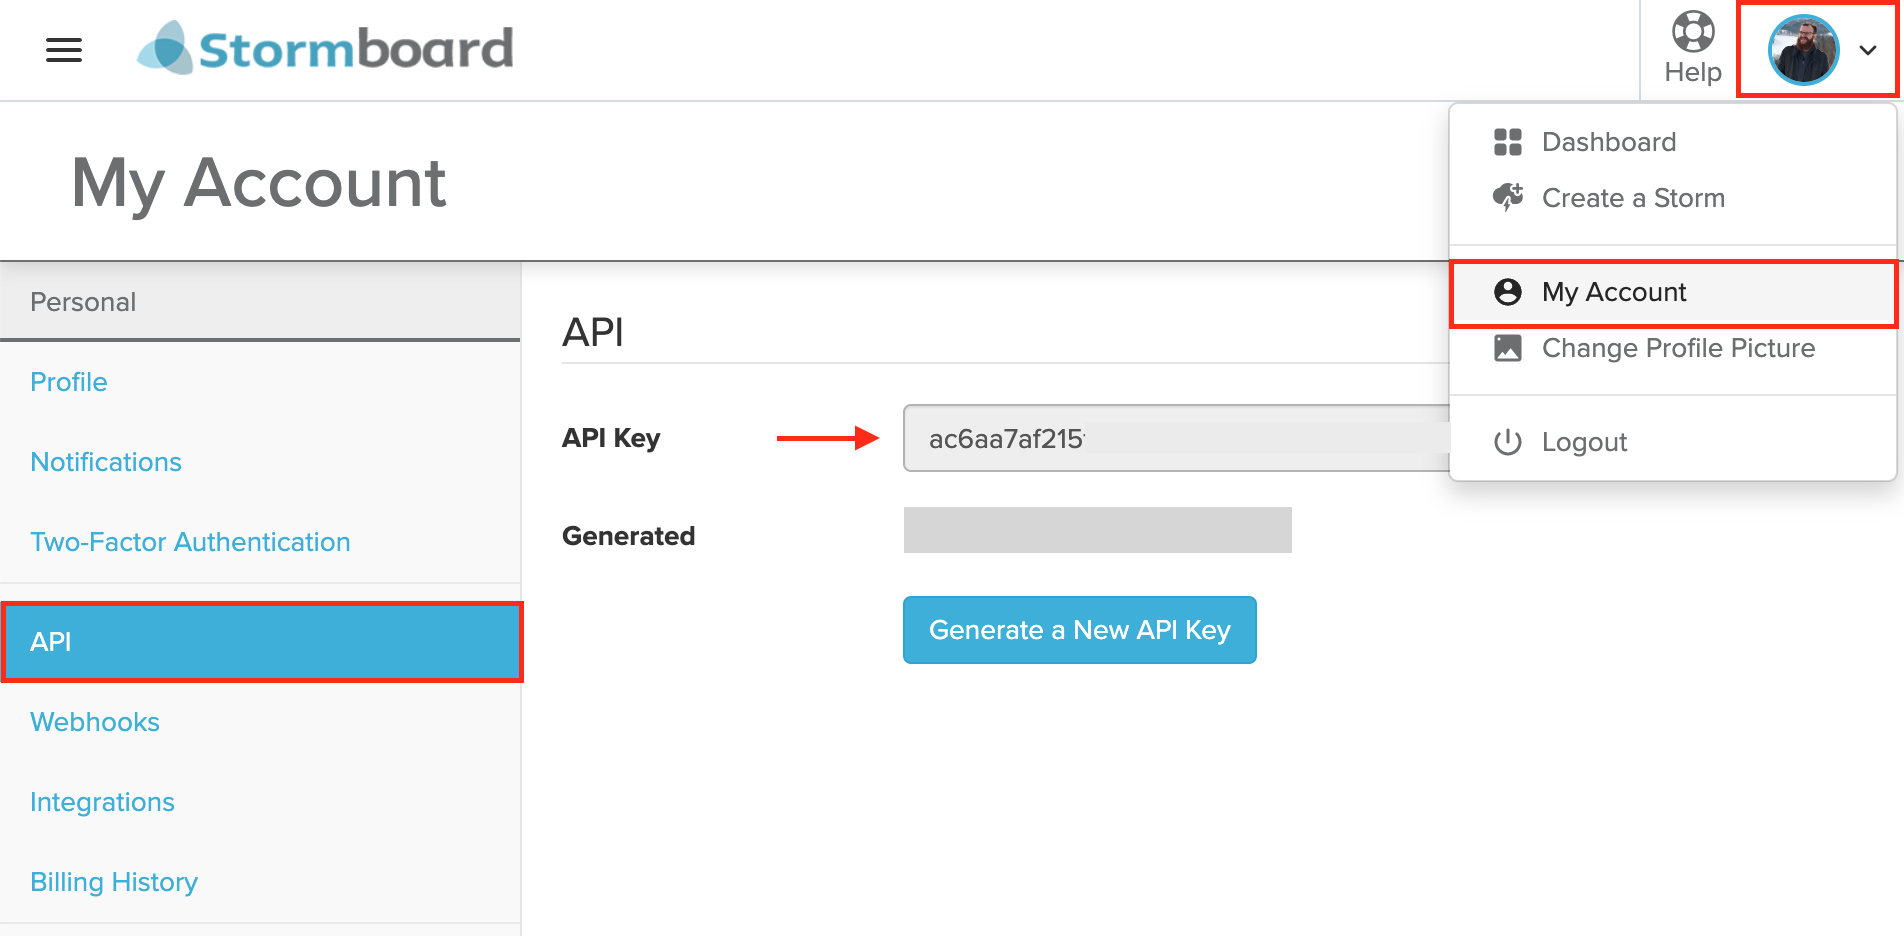 Stormboard
Help
Dashboard
Create a Storm
My Account
Change Profile Picture
Logout
My Account
Personal
Profile
Notifications
Two-Factor Authentication
API
Webhooks
Integrations
Billing History
API
API Key
ac6aa7af215
Generated
Generate a New API Key